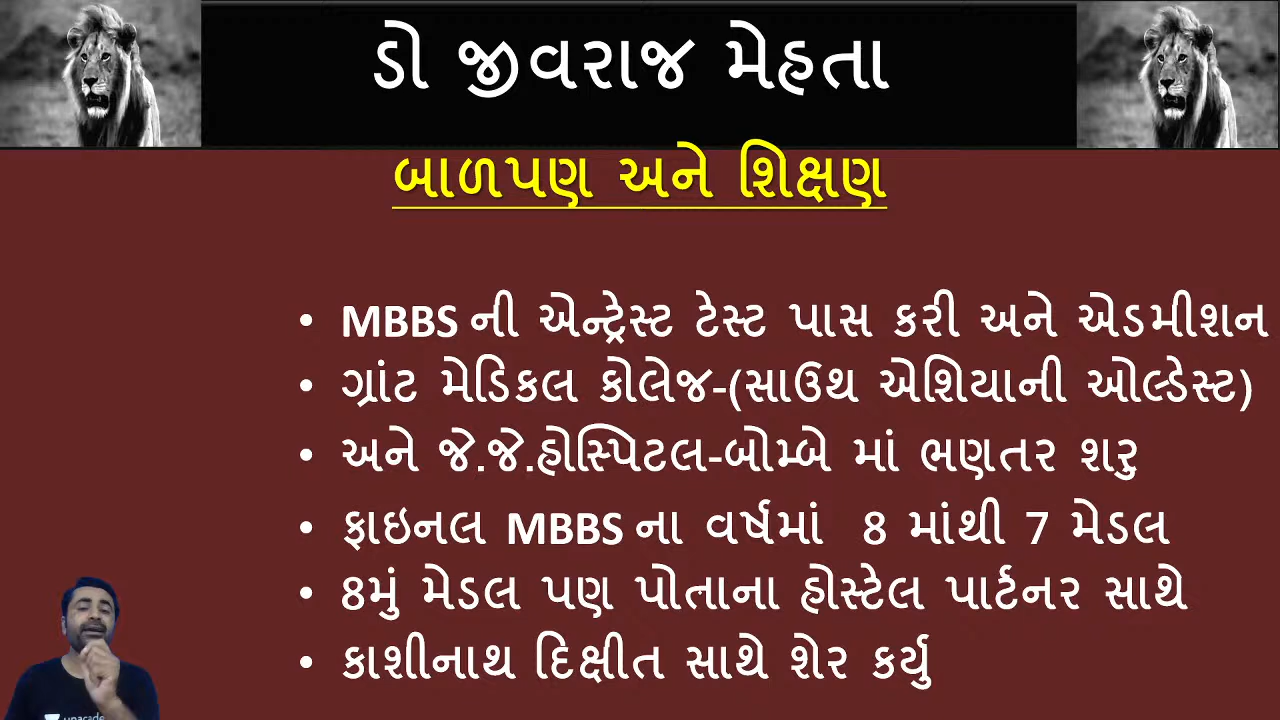 ડો જીવરાજ મેહતા
બાળપણ અને શિક્ષણ
• MBBS ની એન્ટ્રેસ્ટ ટેસ્ટ પાસ કરી અને એડમીશન
• ગ્રાંટ મેડિકલ કોલેજ-(સાઉથ એશિયાની ઓલ્ડેસ્ટ)
• અને જે.જે.હોસ્પિટલ-બોમ્બે માં ભણતર શરુ
• ફાઇનલ MBBS ના વર્ષમાં 8 માંથી 7 મેડલ
• 8મું મેડલ પણ પોતાના હોસ્ટેલ પાર્ટનર સાથે
• કાશીનાથ દિક્ષીત સાથે શેર કર્યુ